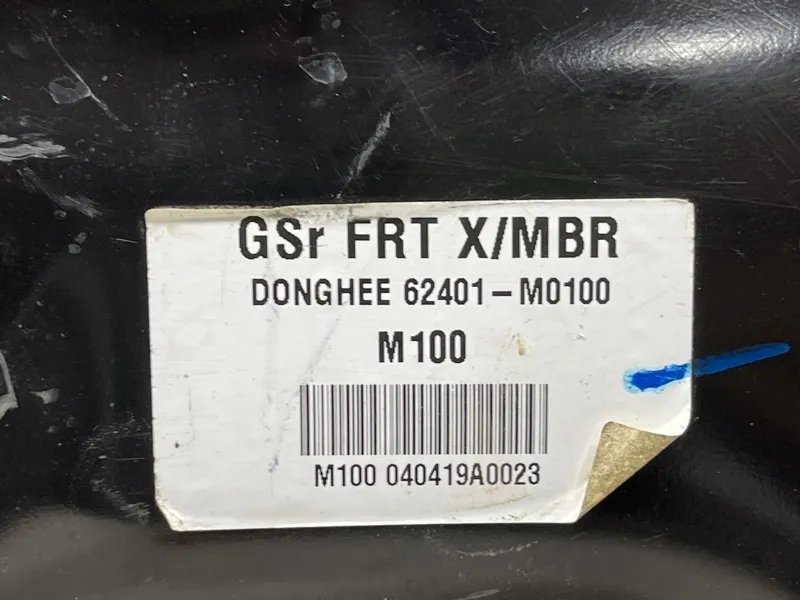 GSr FRT X/MBR
DONGHEE 62401-M0100
M100
M100 040419A0023